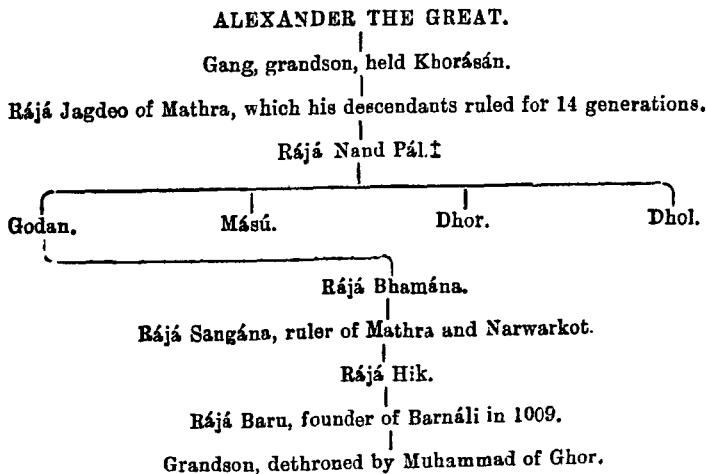 ALEXANDER THE GREAT.
Gang, grandson, held Khorásán.
Rájá Jagdeo of Mathra, which his descendants ruled for 14 generations.
Rájá Nand Pál.‡
Godan. Mású. Dhor. Dhol.
Rájá Bhamána.
Rájá Sangána, ruler of Mathra and Narwarkot.
Rájá Hik.
Rájá Baru, founder of Barnáli in 1009.
Grandson, dethroned by Muhammad of Ghor.